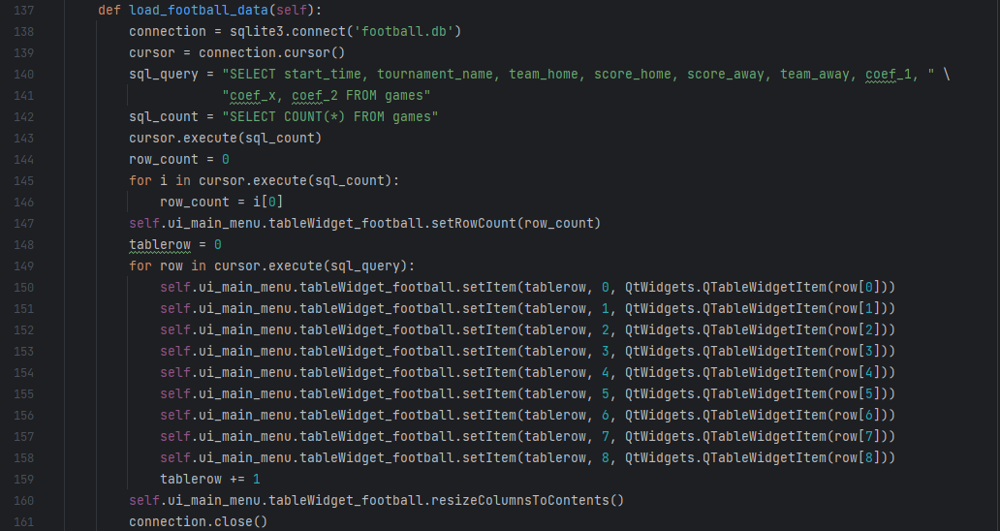 137 def load_football_data(self):
138 connection = sqlite3.connect('football.db')
139 cursor = connection.cursor()
140 sql_query = "SELECT start_time, tournament_name, team_home, score_home, score_away, team_away, coef_1, " \
141 "coef_x, coef_2 FROM games"
142 sql_count = "SELECT COUNT(*) FROM games"
143 cursor.execute(sql_count)
144 row_count = 0
145 for i in cursor.execute(sql_count):
146 row_count = i[0]
147 self.ui_main_menu.tableWidget_football.setRowCount(row_count)
148 tablerow = 0
149 for row in cursor.execute(sql_query):
150 self.ui_main_menu.tableWidget_football.setItem(tablerow, 0, QtWidgets.QTableWidgetItem(row[0]))
151 self.ui_main_menu.tableWidget_football.setItem(tablerow, 1, QtWidgets.QTableWidgetItem(row[1]))
152 self.ui_main_menu.tableWidget_football.setItem(tablerow, 2, QtWidgets.QTableWidgetItem(row[2]))
153 self.ui_main_menu.tableWidget_football.setItem(tablerow, 3, QtWidgets.QTableWidgetItem(row[3]))
154 self.ui_main_menu.tableWidget_football.setItem(tablerow, 4, QtWidgets.QTableWidgetItem(row[4]))
155 self.ui_main_menu.tableWidget_football.setItem(tablerow, 5, QtWidgets.QTableWidgetItem(row[5]))
156 self.ui_main_menu.tableWidget_football.setItem(tablerow, 6, QtWidgets.QTableWidgetItem(row[6]))
157 self.ui_main_menu.tableWidget_football.setItem(tablerow, 7, QtWidgets.QTableWidgetItem(row[7]))
158 self.ui_main_menu.tableWidget_football.setItem(tablerow, 8, QtWidgets.QTableWidgetItem(row[8]))
159 tablerow += 1
160 self.ui_main_menu.tableWidget_football.resizeColumnsToContents()
161 connection.close()